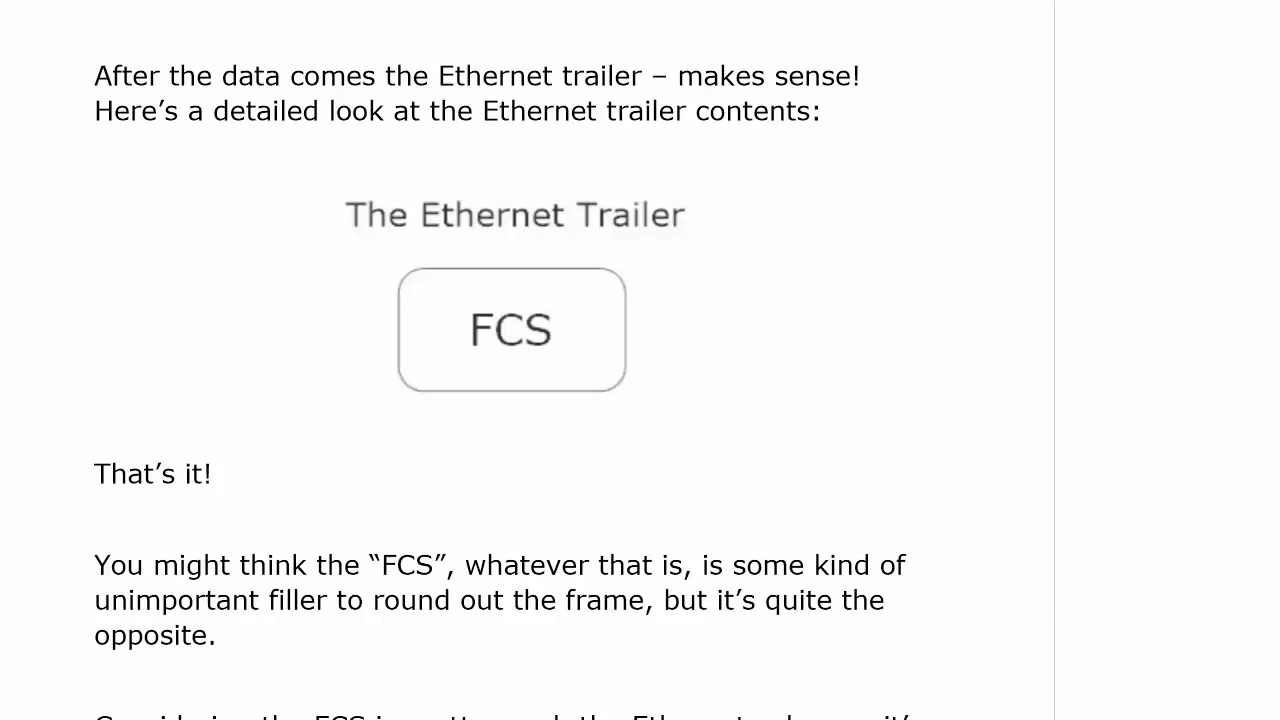 After the data comes the Ethernet trailer – makes sense!
Here’s a detailed look at the Ethernet trailer contents:
The Ethernet Trailer
FCS
That’s it!
You might think the “FCS”, whatever that is, is some kind of
unimportant filler to round out the frame, but it’s quite the
opposite.